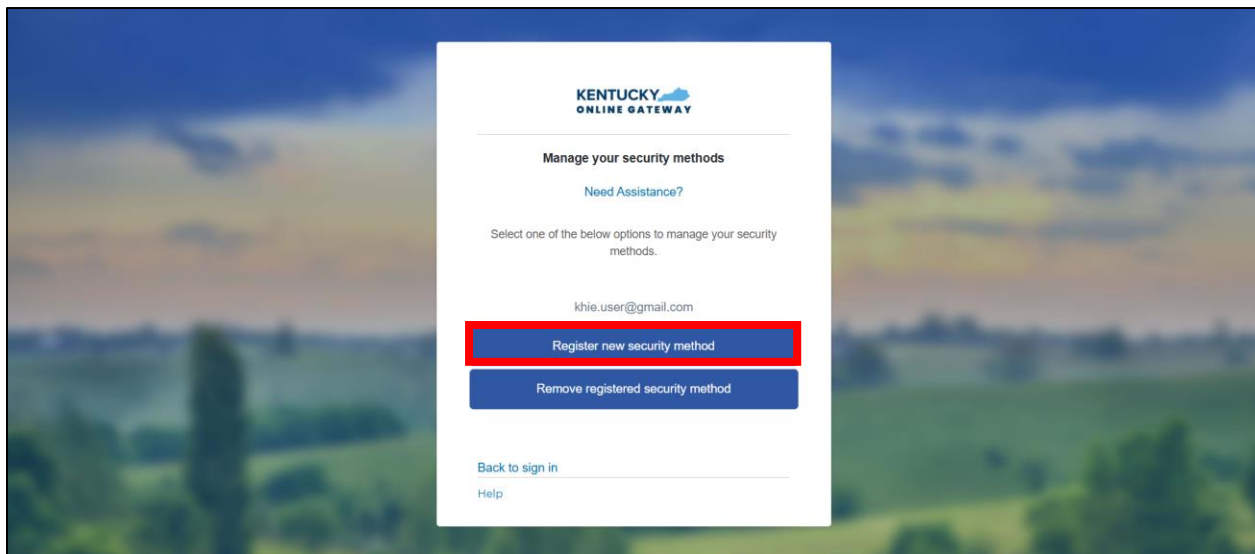 KENTUCKY
ONLINE GATEWAY
Manage your security methods
Need Assistance?
Select one of the below options to manage your security
methods.
khie.user@gmail.com
Register new security method
Remove registered security method
Back to sign in
Help